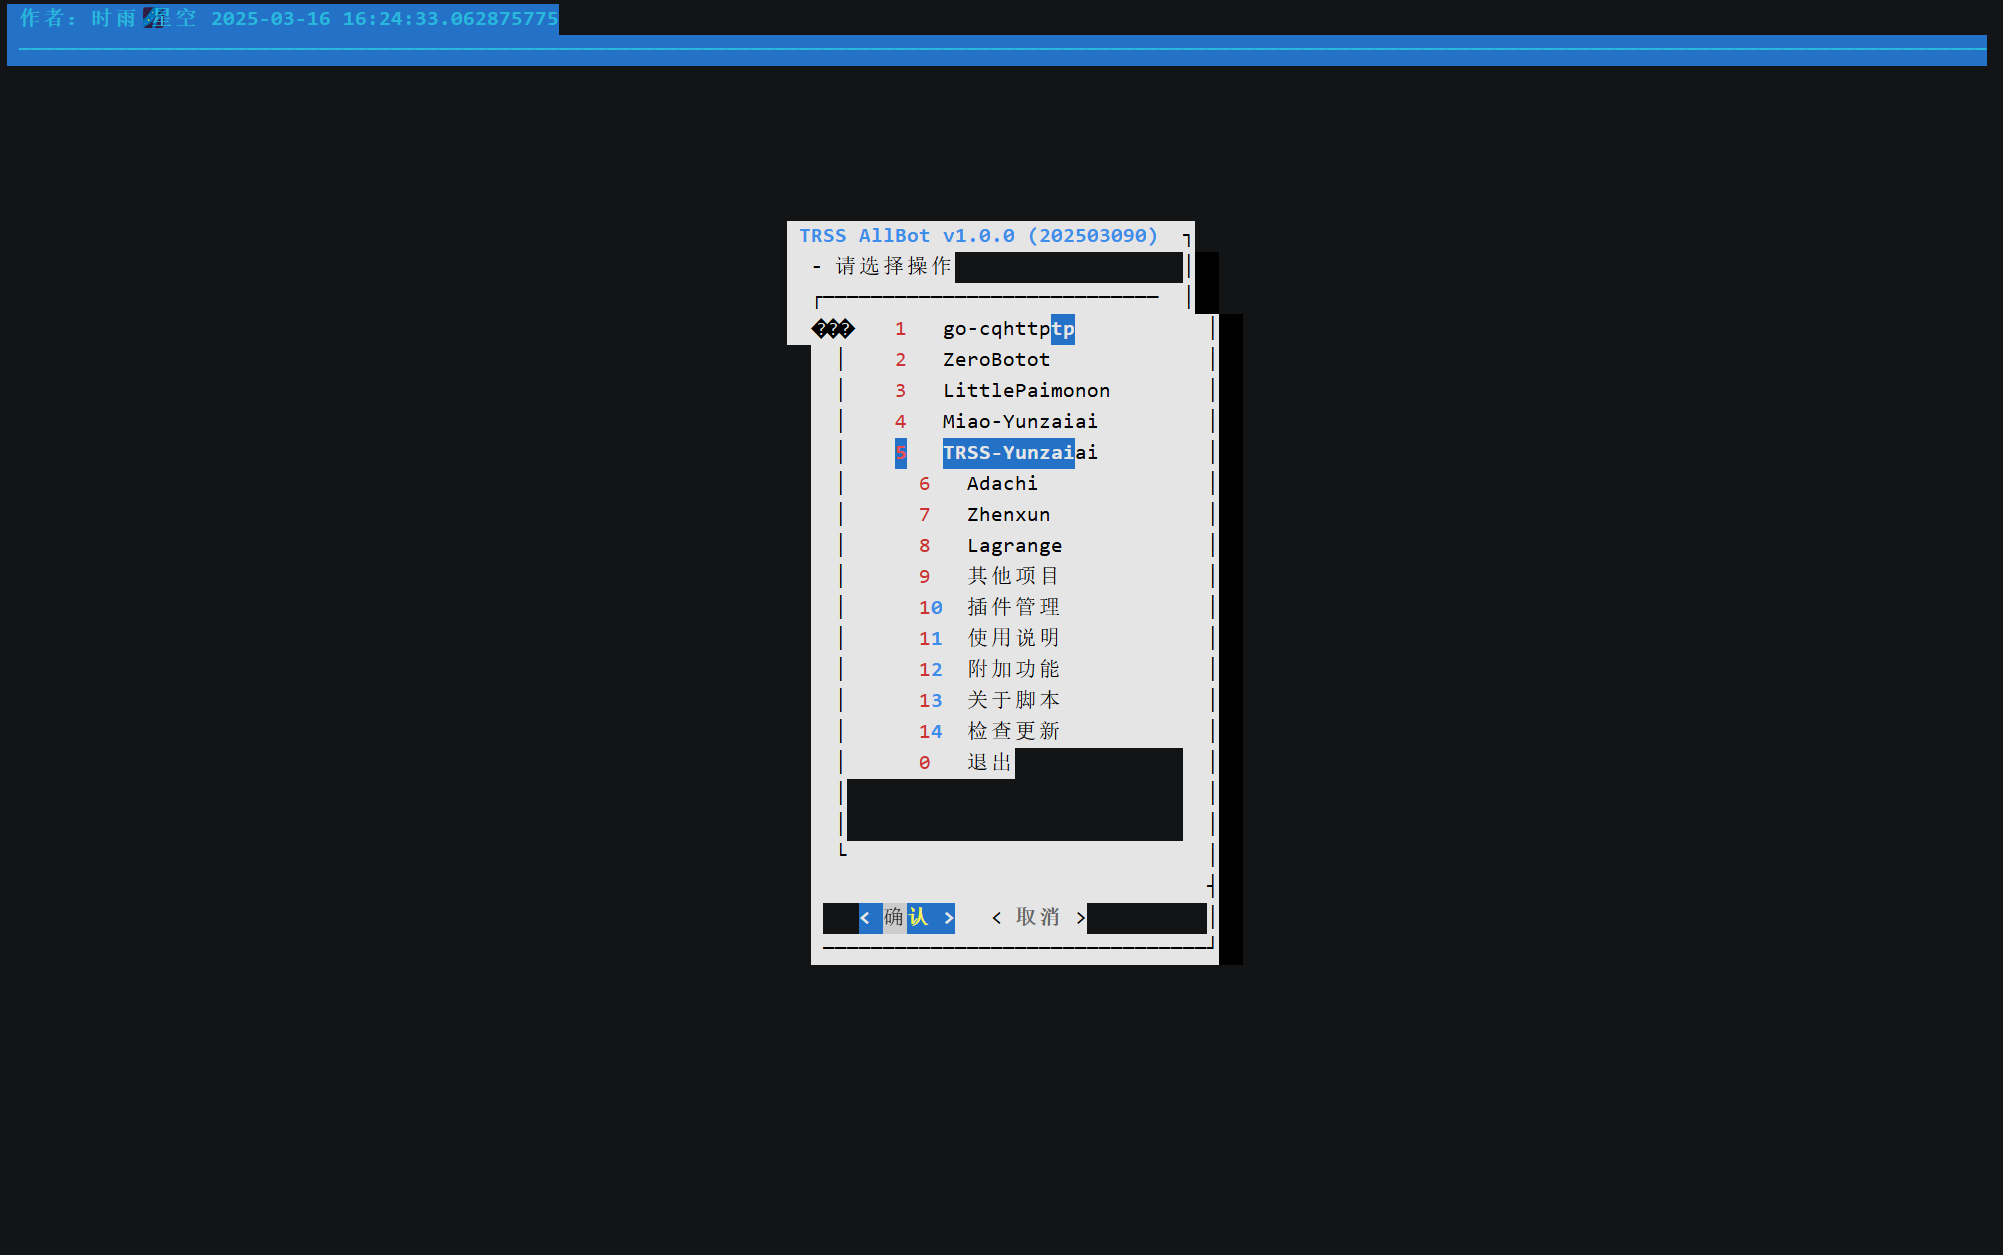 作者：时雨🌌星空 2025-03-16 16:24:33.062875775
TRSS AllBot v1.0.0 (202503090)
- 请选择操作
��� 1 go-cqhttptp
2 ZeroBotot
3 LittlePaimonon
4 Miao-Yunzaiai
5 TRSS-Yunzaiai
6 Adachi
7 Zhenxun
8 Lagrange
9 其他项目
10 插件管理
11 使用说明
12 附加功能
13 关于脚本
14 检查更新
0 退出
< 确认 > < 取消 >